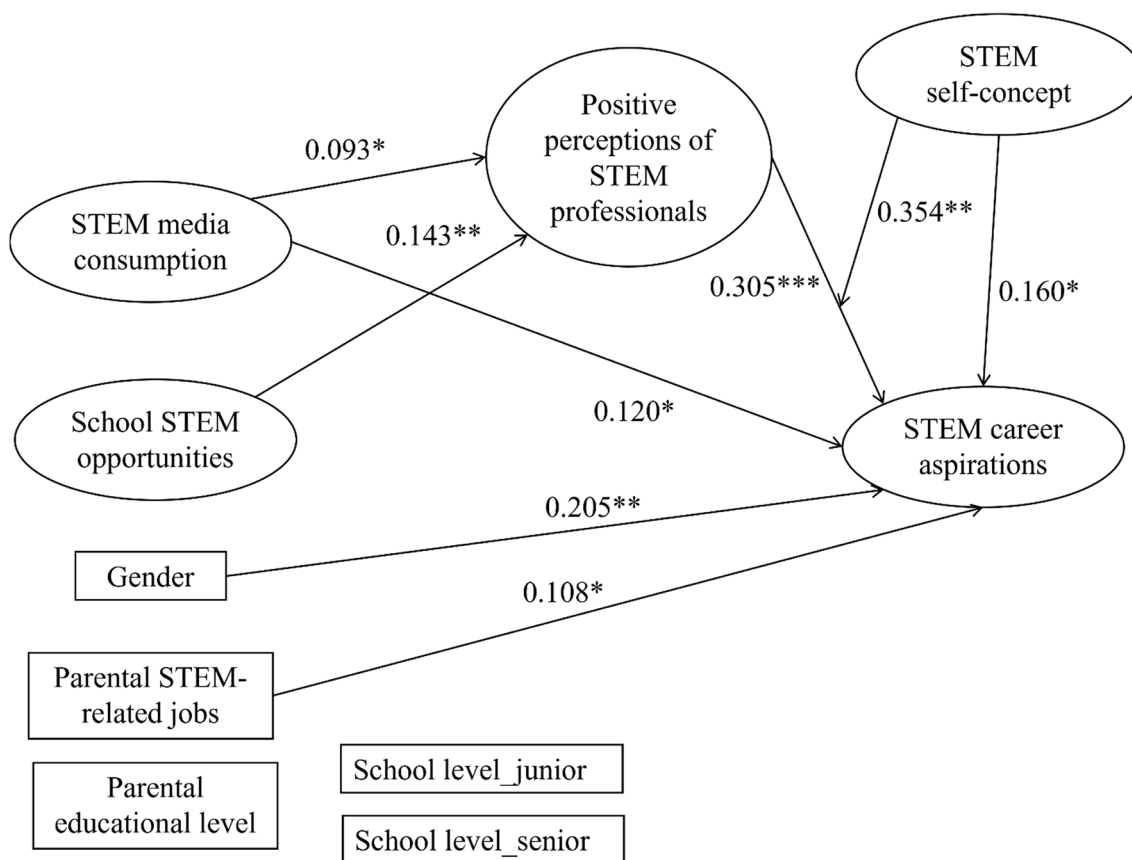 STEM
self-concept
Positive
perceptions of
STEM
professionals
0.093*
STEM media
consumption
0.143**
0.354**
0.305***
0.160*
School STEM
opportunities
0.120*
STEM career
aspirations
0.205**
Gender
0.108*
Parental STEM-
related jobs
School level_junior
Parental
educational level
School level_senior